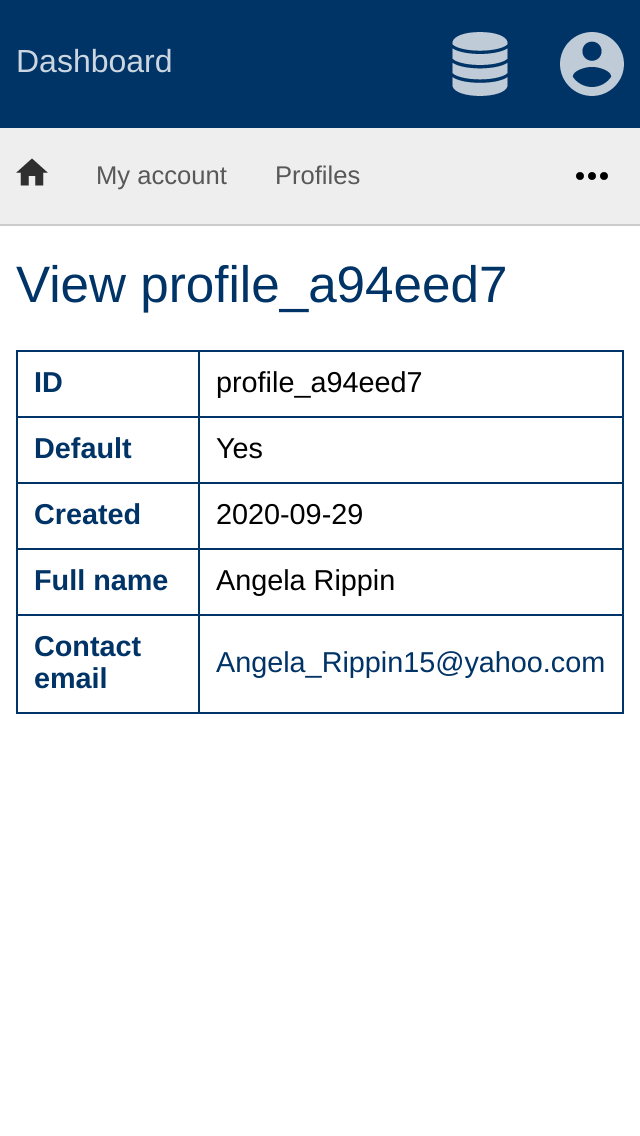 Dashboard
My account Profiles
View profile_a94eed7
ID profile_a94eed7
Default Yes
Created 2020-09-29
Full name Angela Rippin
Contact email Angela_Rippin15@yahoo.com